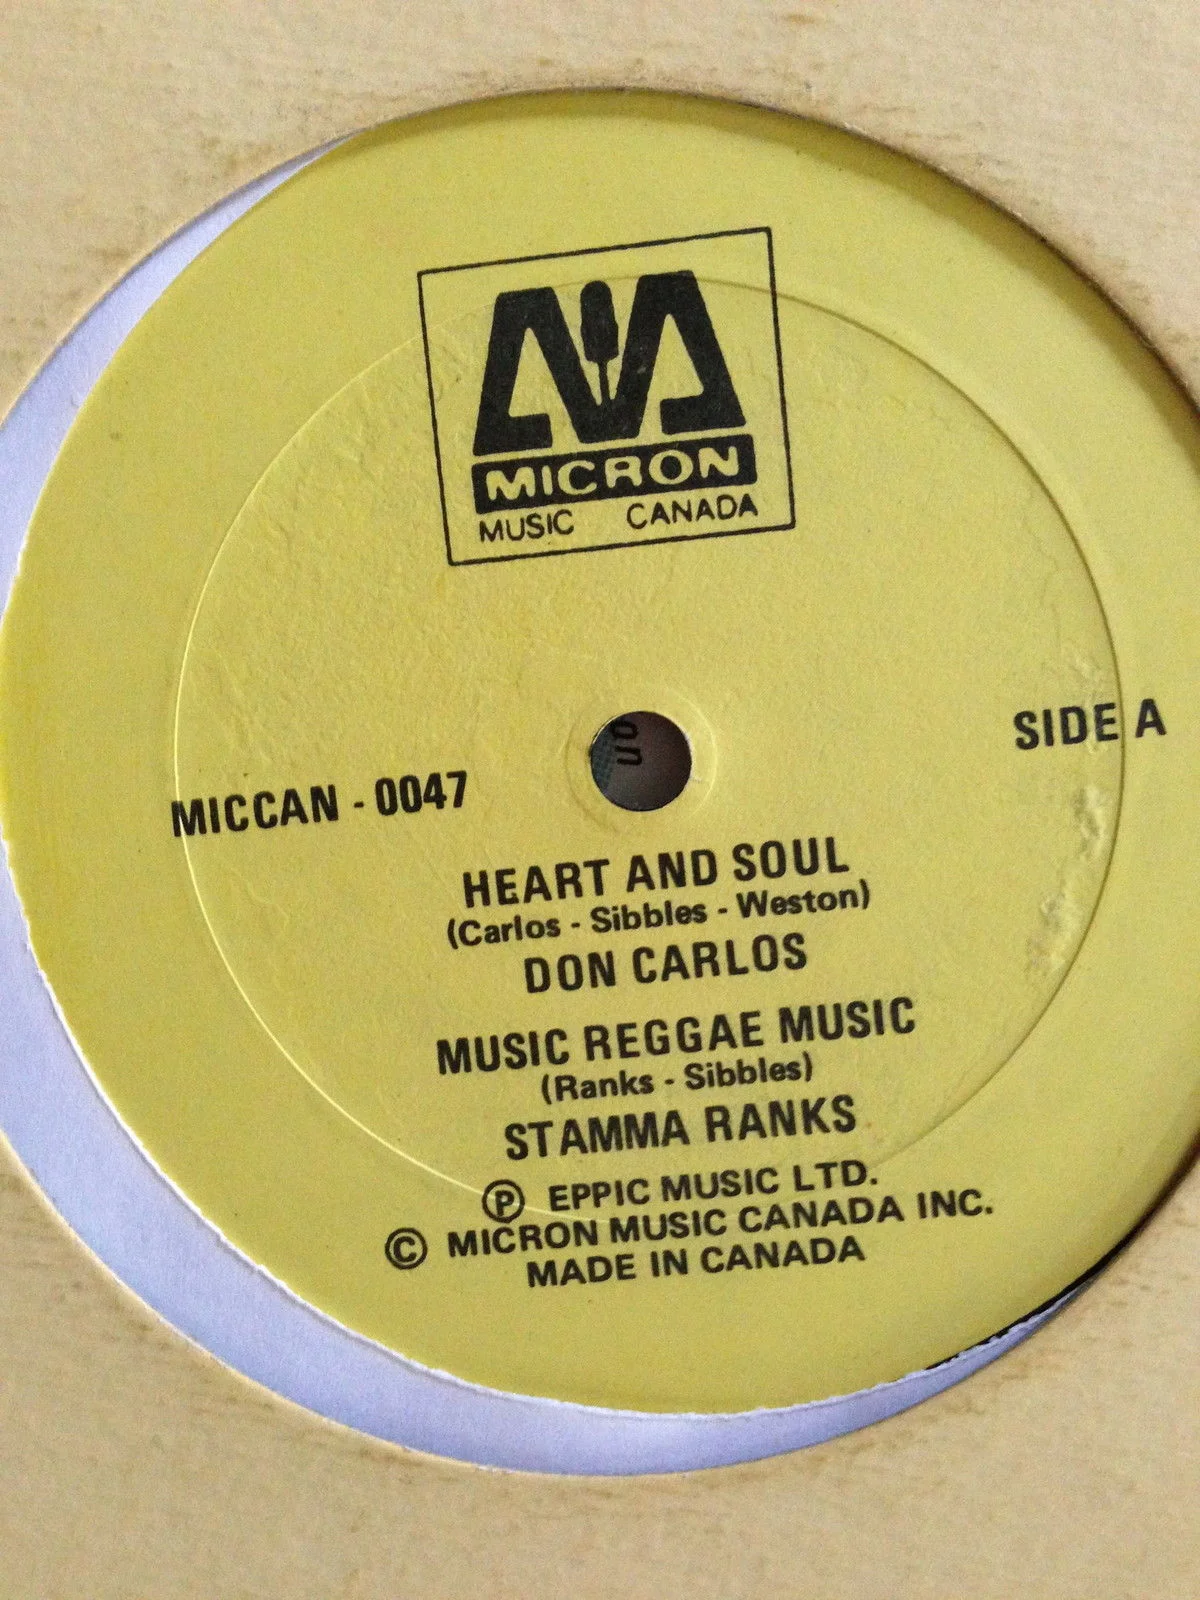 MICRON
MUSIC CANADA
SIDE A
MICCAN - 0047
HEART AND SOUL
(Carlos - Sibbles - Weston)
DON CARLOS
MUSIC REGGAE MUSIC
(Ranks - Sibbles)
STAMMA RANKS
Ⓟ EPPIC MUSIC LTD.
© MICRON MUSIC CANADA INC.
MADE IN CANADA